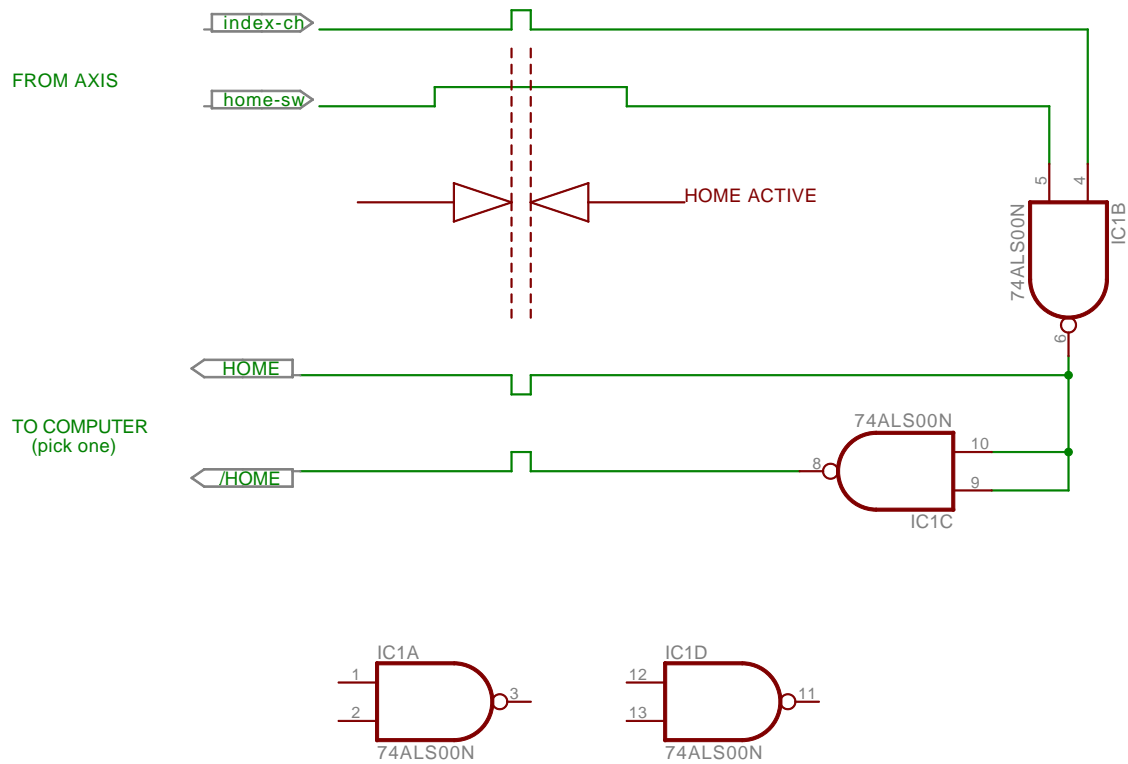 index-ch
FROM AXIS
home-sw
HOME ACTIVE
5
4
74ALS00N
IC1B
6
HOME
TO COMPUTER
(pick one)
/HOME
74ALS00N
8
10
9
IC1C
IC1A
1
2
3
74ALS00N
IC1D
12
13
11
74ALS00N